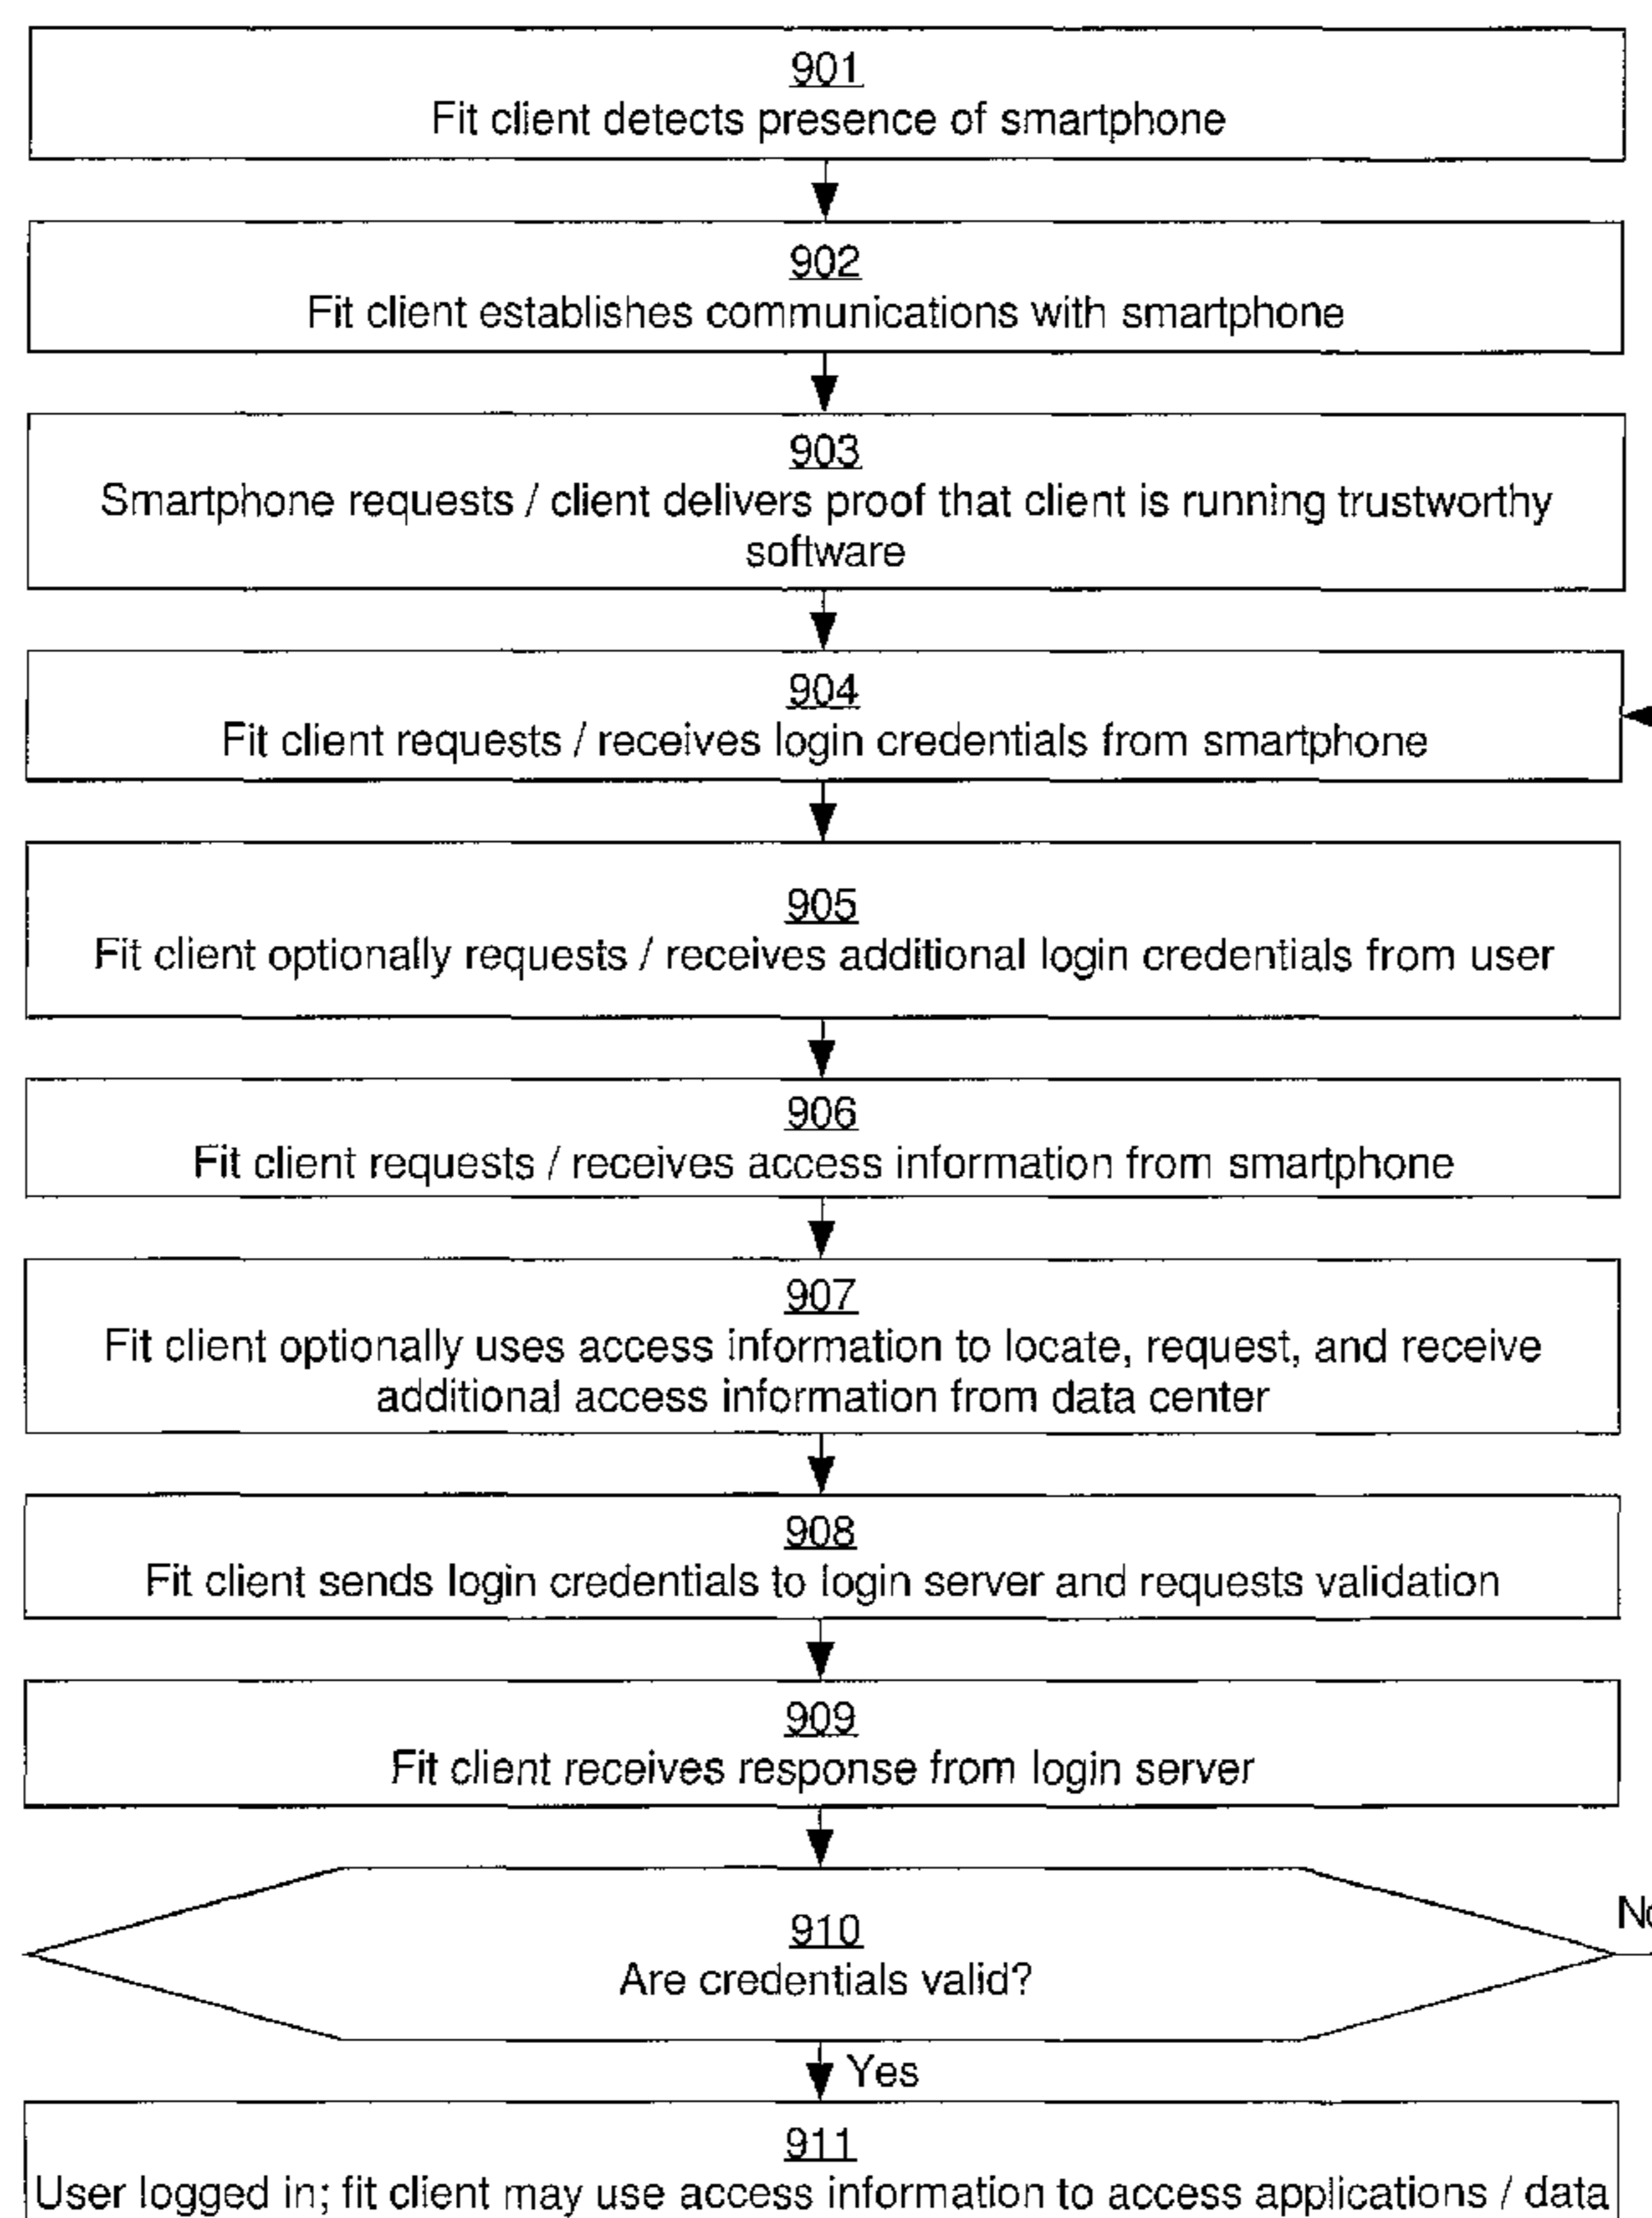 901
Fit client detects presence of smartphone
902
Fit client establishes communications with smartphone
903
Smartphone requests / client delivers proof that client is running trustworthy
software
904
Fit client requests / receives login credentials from smartphone
905
Fit client optionally requests / receives additional login credentials from user
906
Fit client requests / receives access information from smartphone
907
Fit client optionally uses access information to locate, request, and receive
additional access information from data center
908
Fit client sends login credentials to login server and requests validation
909
Fit client receives response from login server
910
Are credentials valid?
Yes
911
User logged in; fit client may use access information to access applications / data